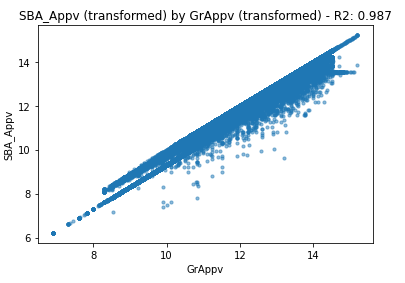 SBA_Appv (transformed) by GrAppv (transformed) - R2: 0.987
14
12
10
8
6
SBA_Appv
8 10 12 14
GrAppv